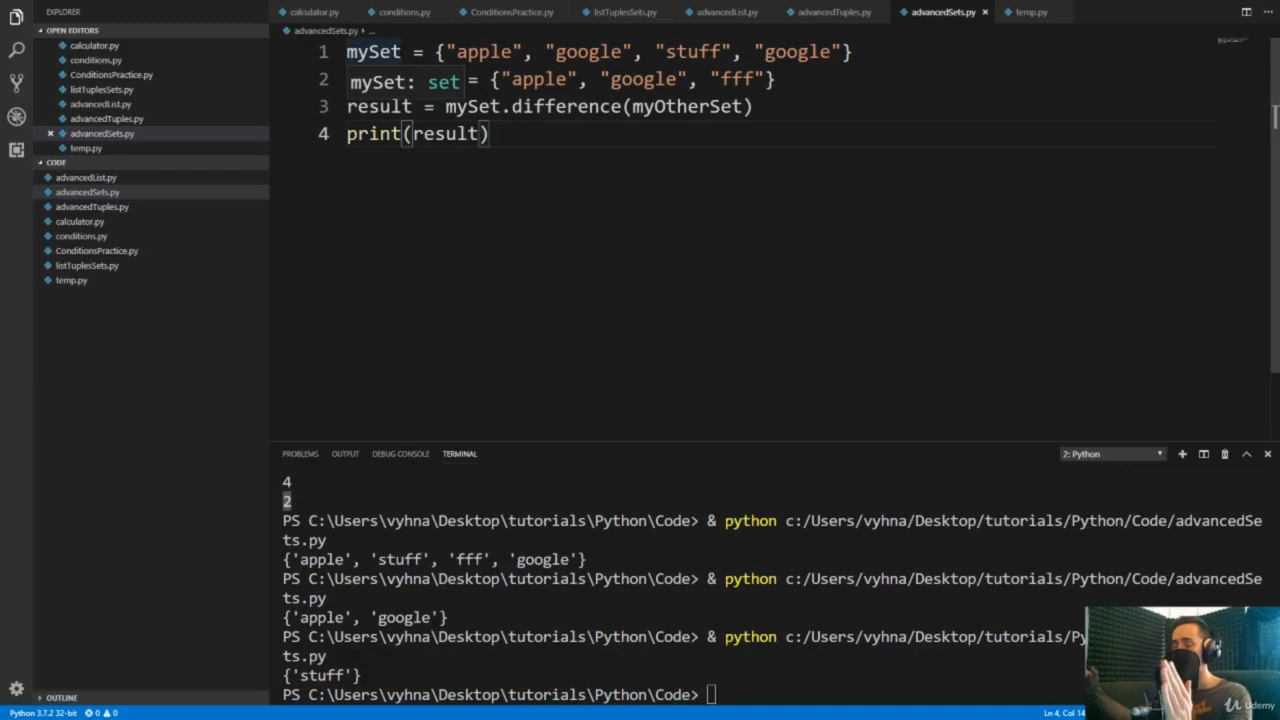 EXPLORER
calculator.py
conditions.py
ConditionsPractice.py
listTuplesSets.py
advancedList.py
advancedTuples.py
advancedSets.py
temp.py
OPEN EDITORS
calculator.py
conditions.py
ConditionsPractice.py
listTuplesSets.py
advancedList.py
advancedTuples.py
advancedSets.py
temp.py
CODE
advancedList.py
advancedSets.py
advancedTuples.py
calculator.py
conditions.py
ConditionsPractice.py
listTuplesSets.py
temp.py
OUTLINE
advancedSets.py > ...
1 mySet = {"apple", "google", "stuff", "google"}
2 mySet: set = {"apple", "google", "fff"}
3 result = mySet.difference(myOtherSet)
4 print(result)
PROBLEMS OUTPUT DEBUG CONSOLE TERMINAL
2: Python
4
2
PS C:\Users\vyhna\Desktop\tutorials\Python\Code> & python c:/Users/vyhna/Desktop/tutorials/Python/Code/advancedSe
ts.py
{'apple', 'stuff', 'fff', 'google'}
PS C:\Users\vyhna\Desktop\tutorials\Python\Code> & python c:/Users/vyhna/Desktop/tutorials/Python/Code/advancedSe
ts.py
{'apple', 'google'}
PS C:\Users\vyhna\Desktop\tutorials\Python\Code> & python c:/Users/vyhna/Desktop/tutorials/Py
ts.py
{'stuff'}
PS C:\Users\vyhna\Desktop\tutorials\Python\Code>
Python 3.7.2 32-bit 0 0
Ln 4, Col 14
Udemy